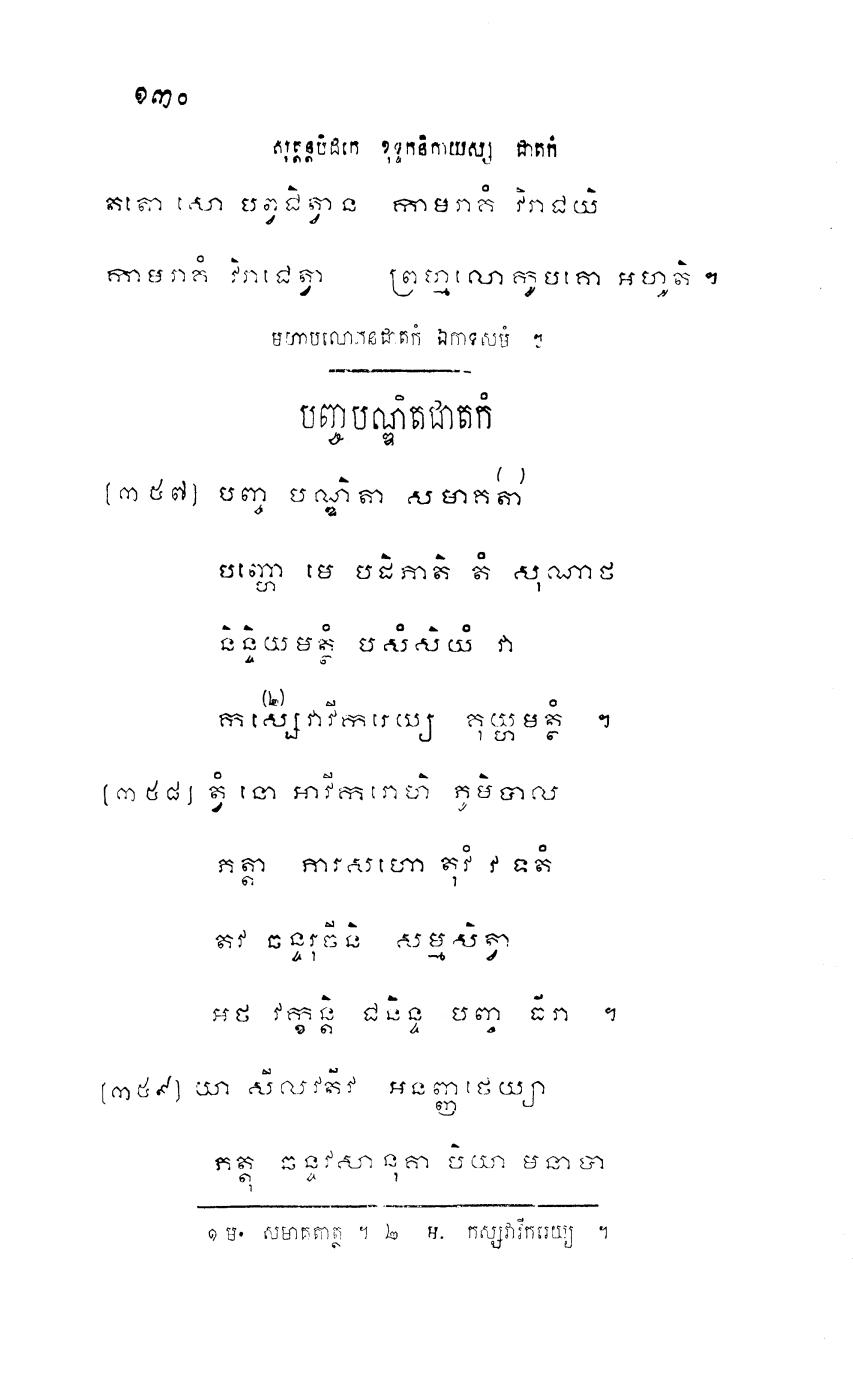 ១៣០
សុត្តន្តបិដកេ ខុទ្ទកនិកាយស្ស ជាតកំ
តតោ សោ បព្វជិត្វាន កាមរាគំ វិរាជយិ
កាមរាគំ វិរាជេត្វា ព្រហ្មលោកូបគោ អហូតិ ។
មហាបលោភនជាតកំ ឯកាទសមំ ។
បញ្ចបណ្ឌិតជាតកំ
[៣៥៧] បញ្ច បណ្ឌិតា សមាគតា
បញ្ហោ មេ បដិភាតិ តំ សុណាថ
និន្ទិយមត្ថំ បសំសិយំ វា
កស្សេវាវីករេយ្យ (២) គុយ្ហមត្ថំ ។
[៣៥៨] ត្វំ នោ អាវីករោហិ ភូមិបាល
ភត្តា ភារសហោ តុវំ វទតំ
តវ ឆន្ទរុចីនិ សម្មសិត្វា
អថ វក្ខន្តិ ជនិន្ទ បញ្ច ធីរា ។
[៣៥៩] យា សីលវតីវ អនញ្ញថេយ្យា
ភត្តុ ឆន្ទវសានុគា បិយា មនាបា
១ ម. សមាគតាត្ថ ។ ២ អ. កស្សវារីករេយ្យ ។